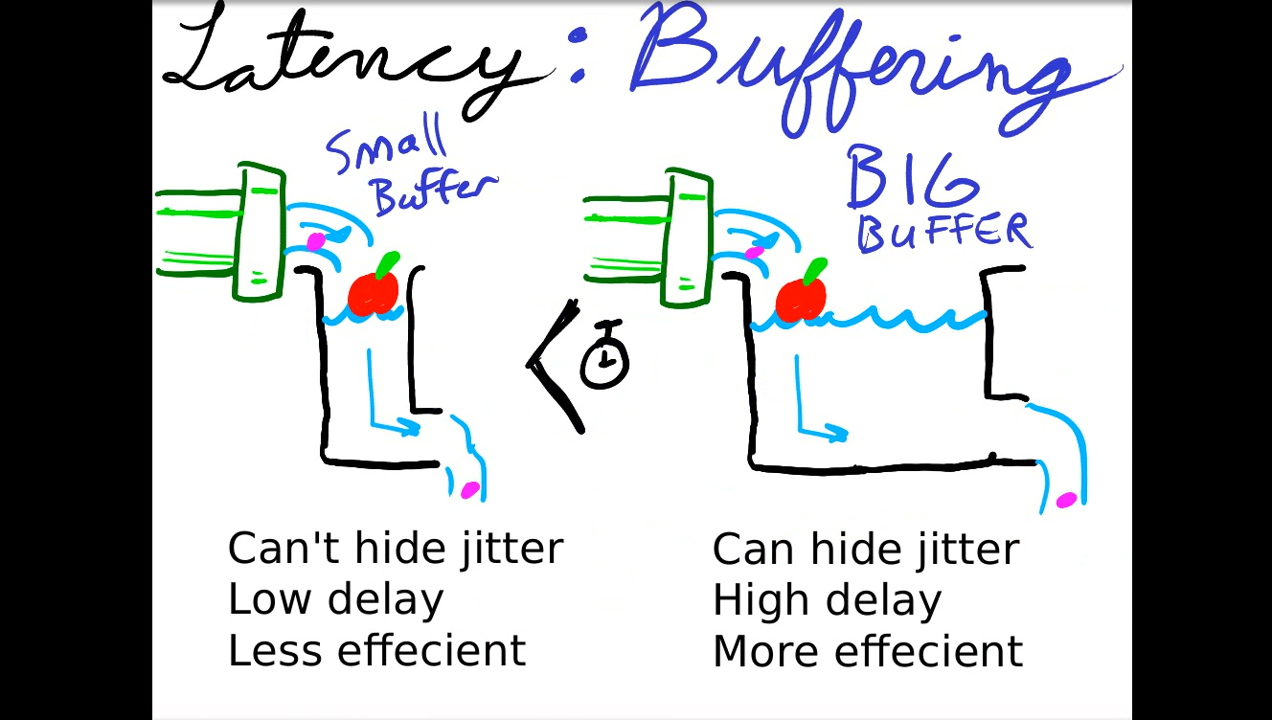 Latency: Buffering
Small
Buffer
BIG
BUFFER
Can't hide jitter
Low delay
Less effecient
Can hide jitter
High delay
More effecient